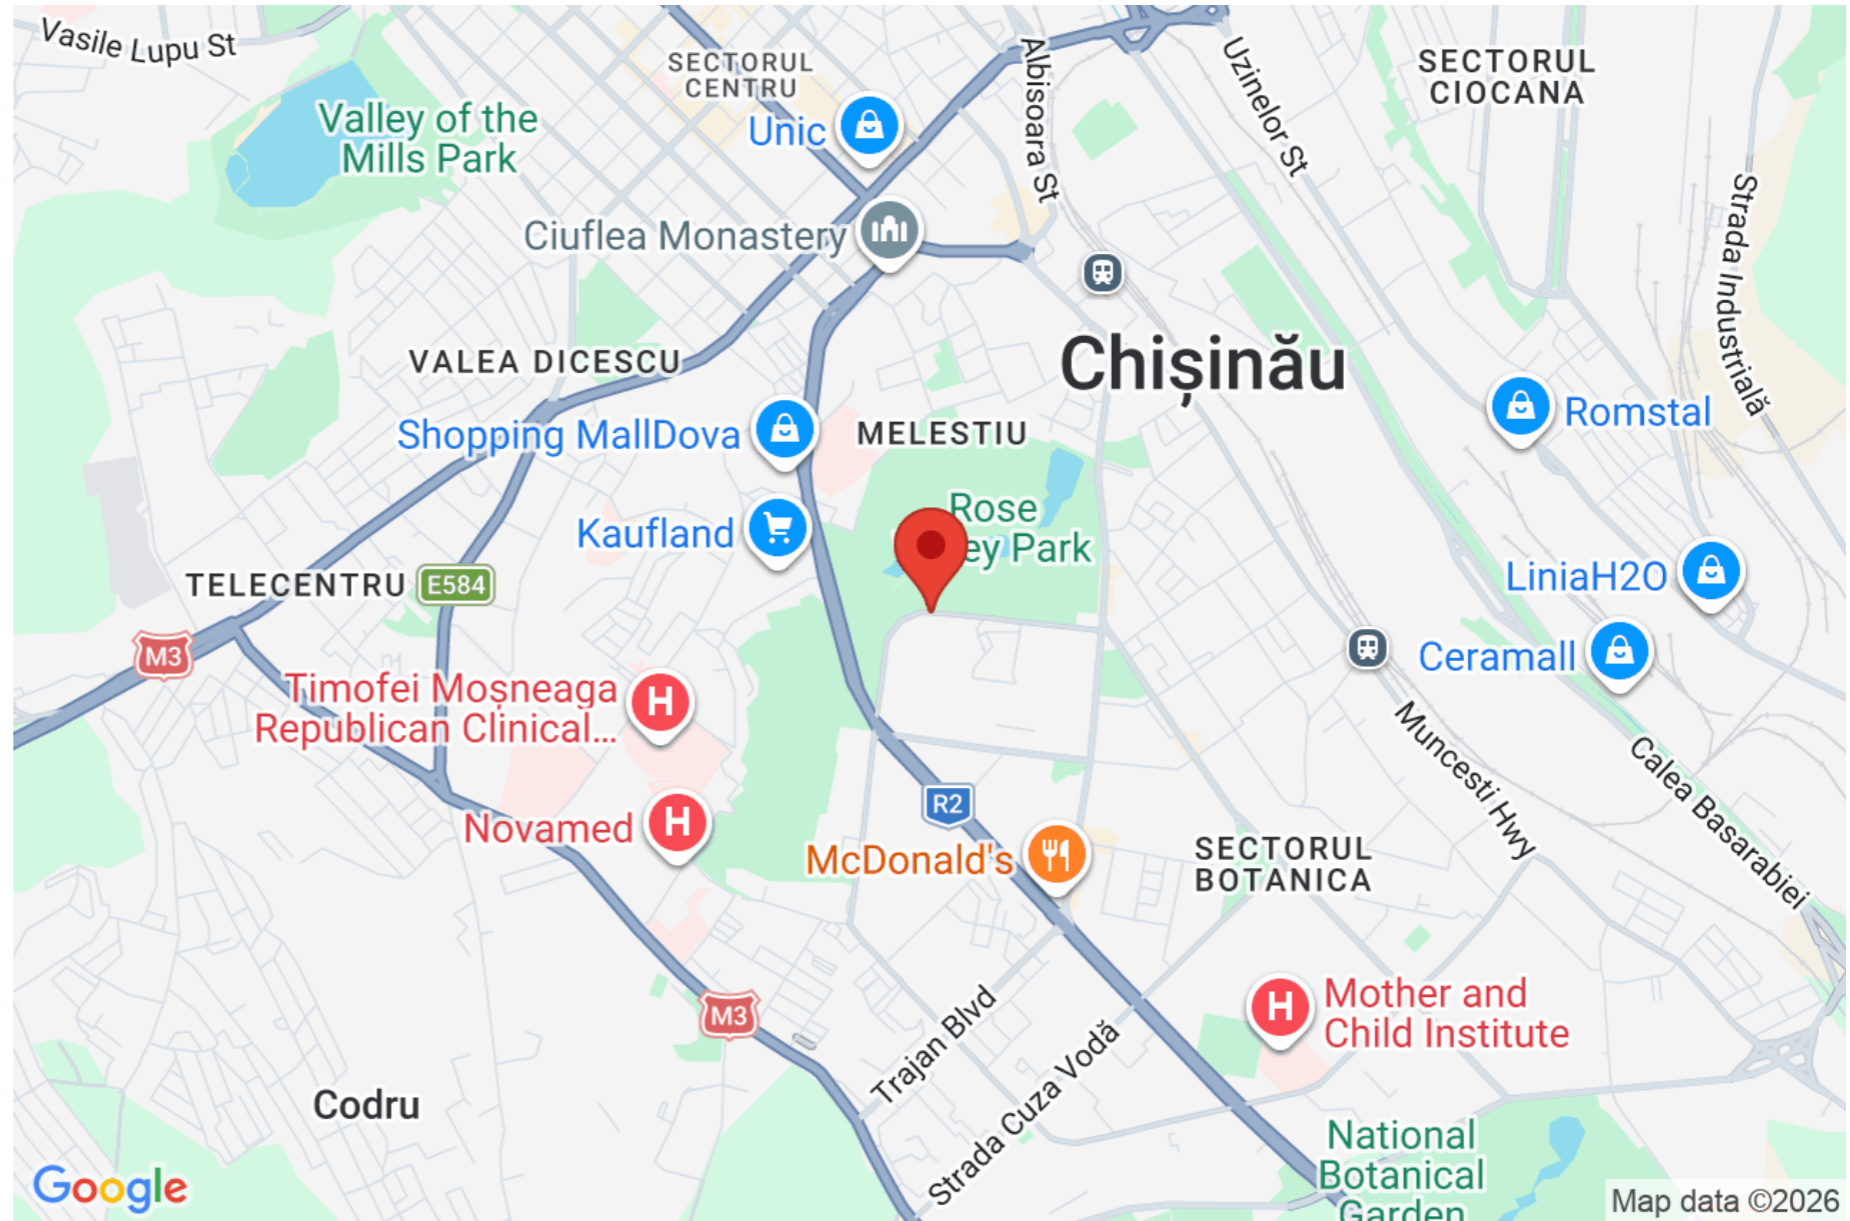 Vasile Lupu St
SECTORUL
CENTRU
Albisoara St
Uzinelor St
SECTORUL
CIOCANA
Valley of the
Mills Park
Unic
Strada Industrială
Ciuflea Monastery
Chișinău
VALEA DICESCU
Shopping MallDova
MELESTIU
Romstal
Rose
ey Park
Kaufland
TELECENTRU
E584
LiniaH2O
M3
Ceramall
Timofei Moșneaga
Republican Clinical...
H
Muncesti Hwy
Calea Basarabiei
R2
Novamed
H
McDonald's
SECTORUL
BOTANICA
M3
H
Mother and
Child Institute
Trajan Blvd
Strada Cuza Vodă
Codru
National
Botanical
Garden
Google
Map data ©2026